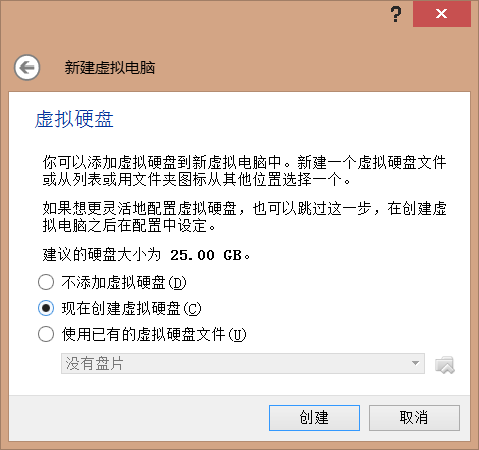 ?
新建虚拟电脑
虚拟硬盘
你可以添加虚拟硬盘到新虚拟电脑中。新建一个虚拟硬盘文件
或从列表或用文件夹图标从其他位置选择一个。
如果想更灵活地配置虚拟硬盘，也可以跳过这一步，在创建虚
拟电脑之后在配置中设定。
建议的硬盘大小为 25.00 GB。
不添加虚拟硬盘(D)
现在创建虚拟硬盘(C)
使用已有的虚拟硬盘文件(U)
没有盘片
创建
取消